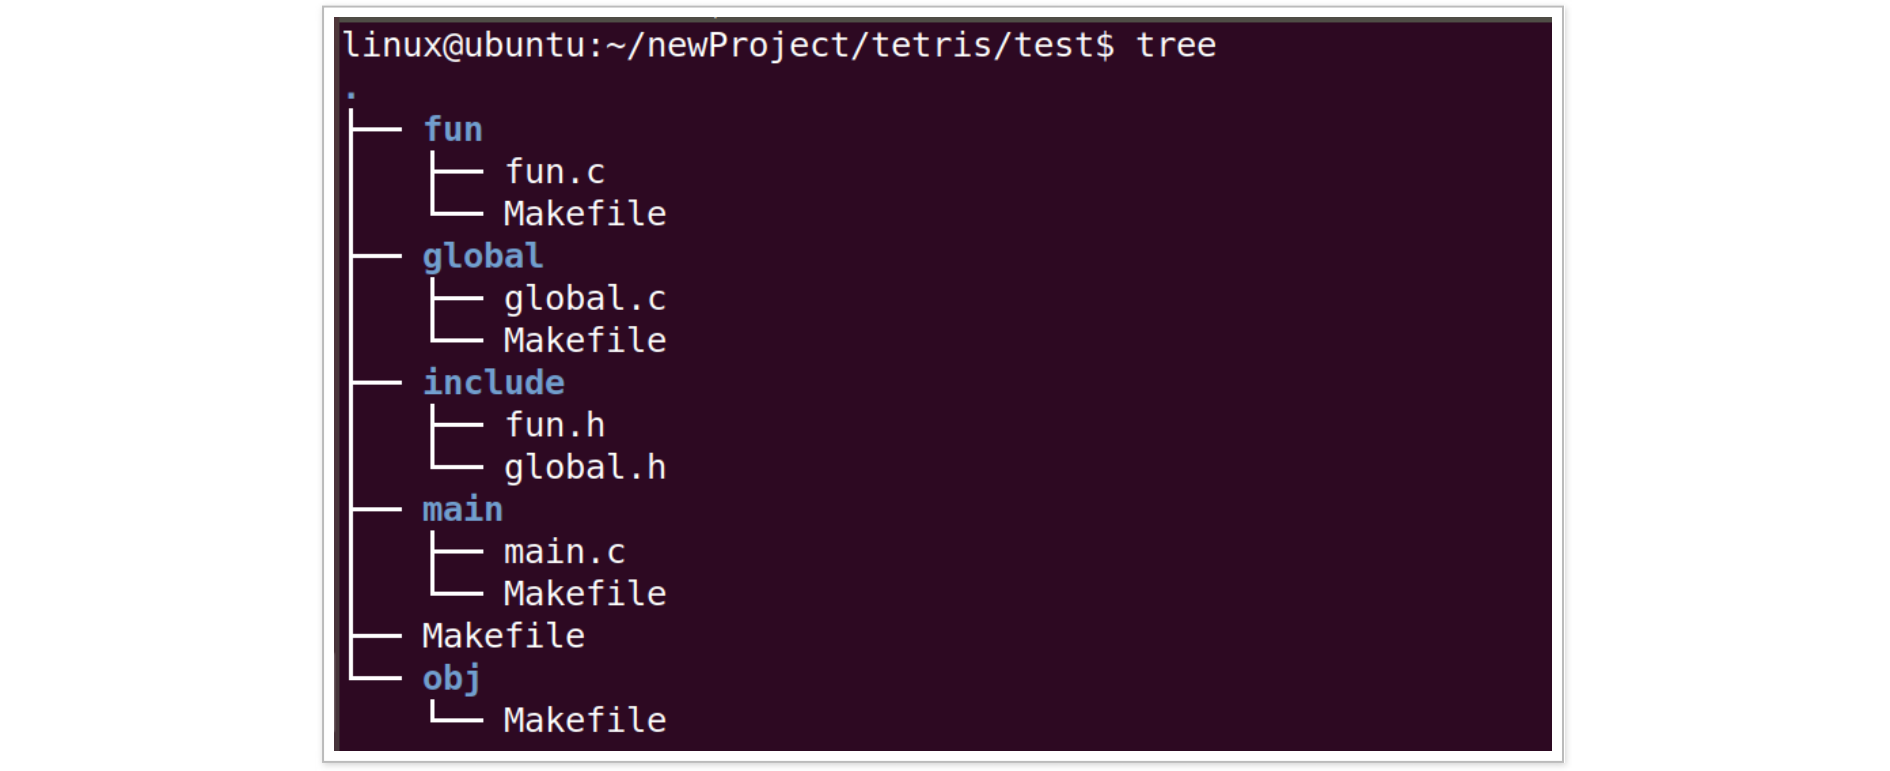 linux@ubuntu:~/newProject/tetris/test$ tree
.
├── fun
│   ├── fun.c
│   └── Makefile
├── global
│   ├── global.c
│   └── Makefile
├── include
│   ├── fun.h
│   └── global.h
├── main
│   ├── main.c
│   └── Makefile
├── Makefile
└── obj
    └── Makefile